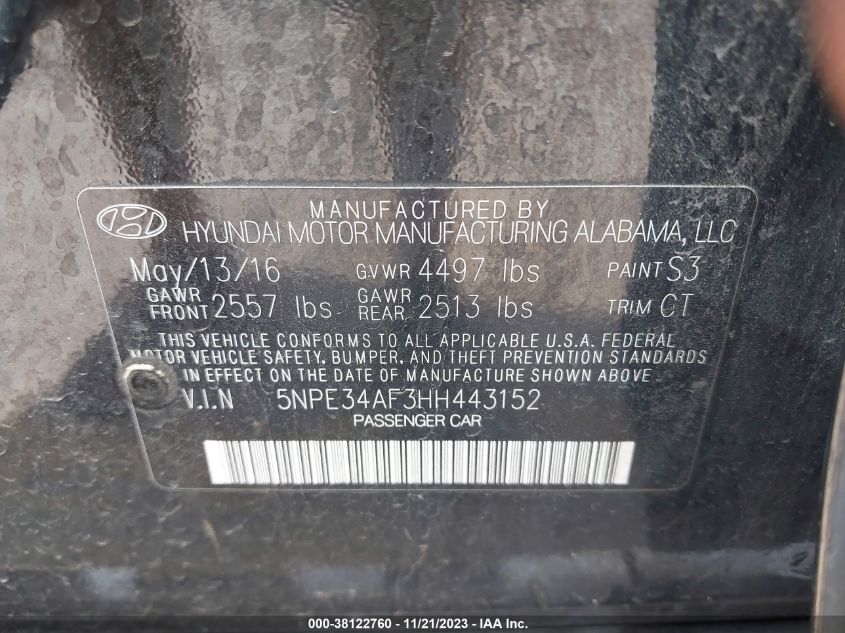 MANUFACTURED BY
HYUNDAI MOTOR MANUFACTURING ALABAMA, LLC
May/13/16 GVWR 4497 lbs PAINT S3
GAWR FRONT 2557 lbs GAWR REAR 2513 lbs TRIM CT
THIS VEHICLE CONFORMS TO ALL APPLICABLE U.S.A. FEDERAL
MOTOR VEHICLE SAFETY, BUMPER, AND THEFT PREVENTION STANDARDS
IN EFFECT ON THE DATE OF MANUFACTURE SHOWN ABOVE
V.I.N 5NPE34AF3HH443152
PASSENGER CAR
000-38122760 - 11/21/2023 - IAAI.com